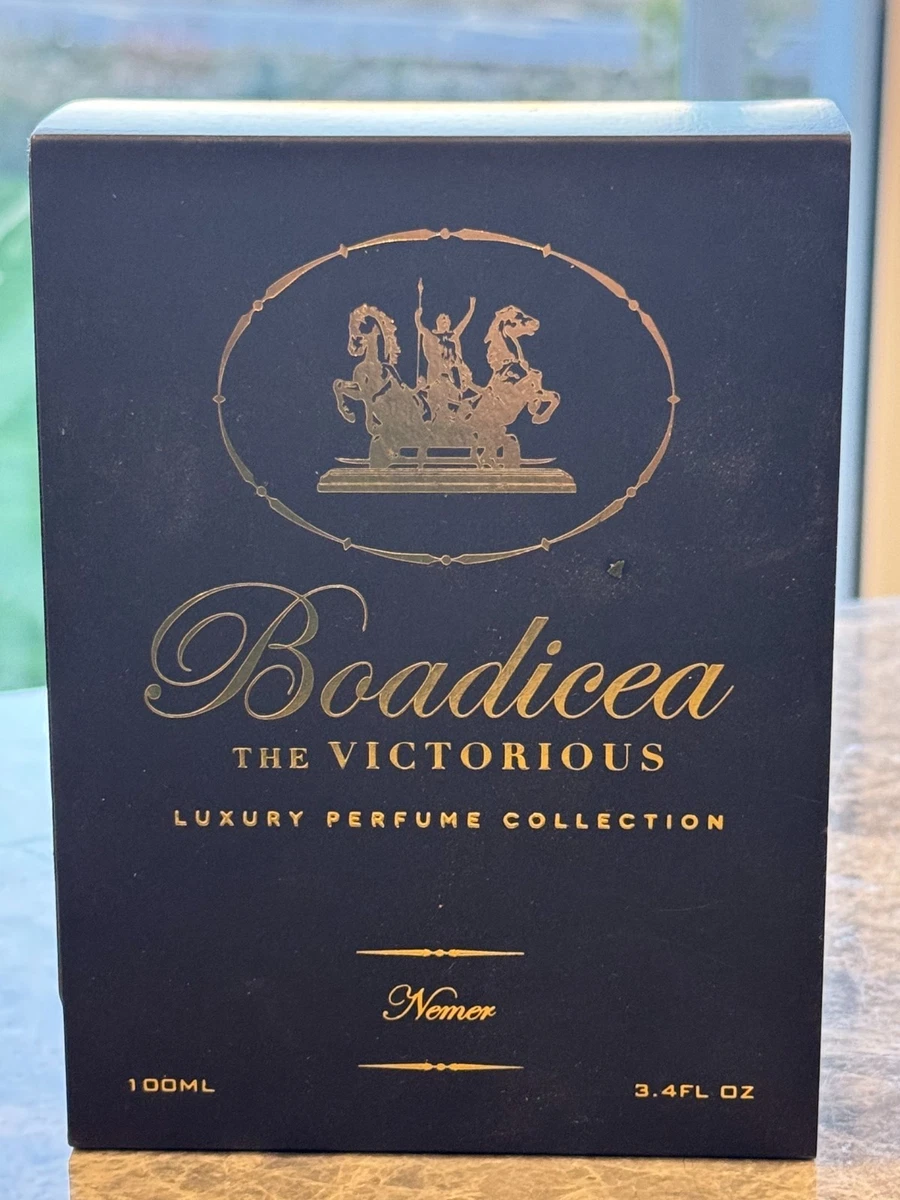 Boadicea
THE VICTORIOUS
LUXURY PERFUME COLLECTION
Nemer
100ML
3.4FL OZ